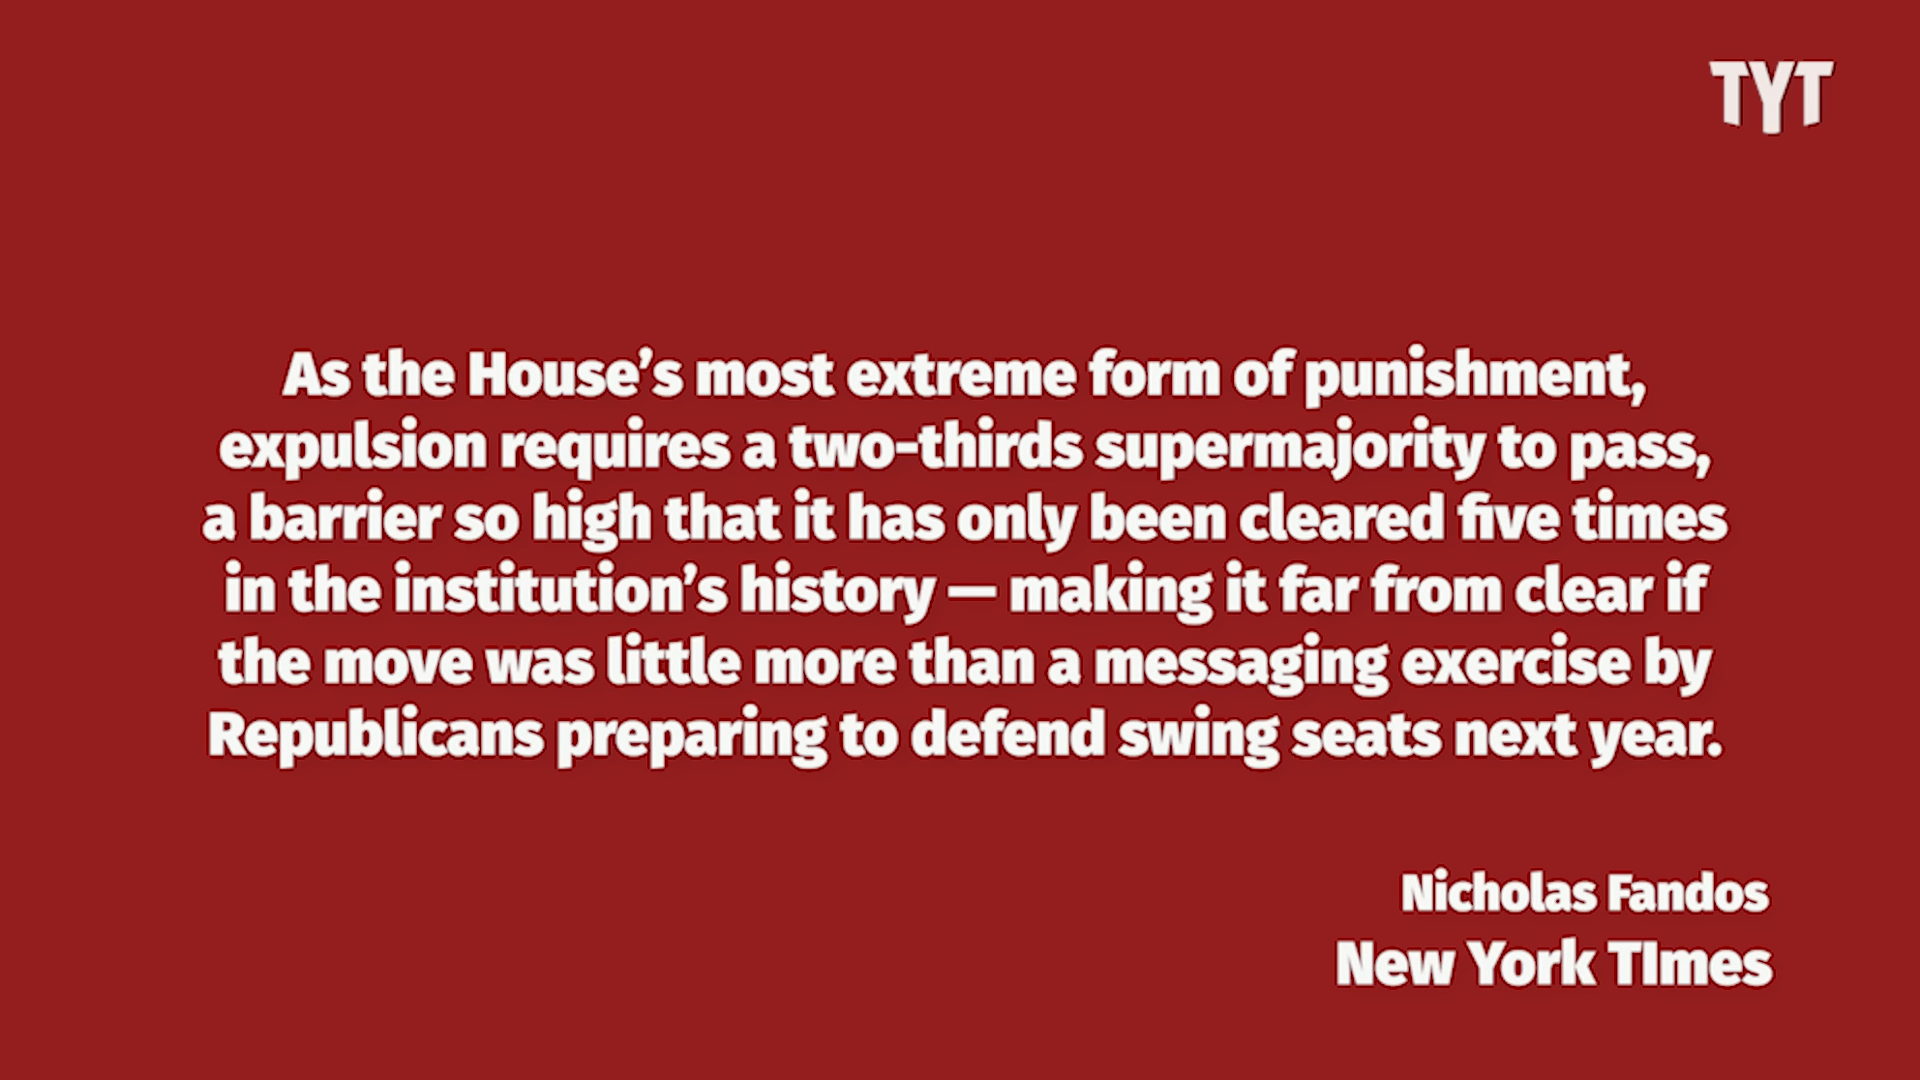 TYT
As the House’s most extreme form of punishment,
expulsion requires a two-thirds supermajority to pass,
a barrier so high that it has only been cleared five times
in the institution’s history — making it far from clear if
the move was little more than a messaging exercise by
Republicans preparing to defend swing seats next year.
Nicholas Fandos
New York TImes